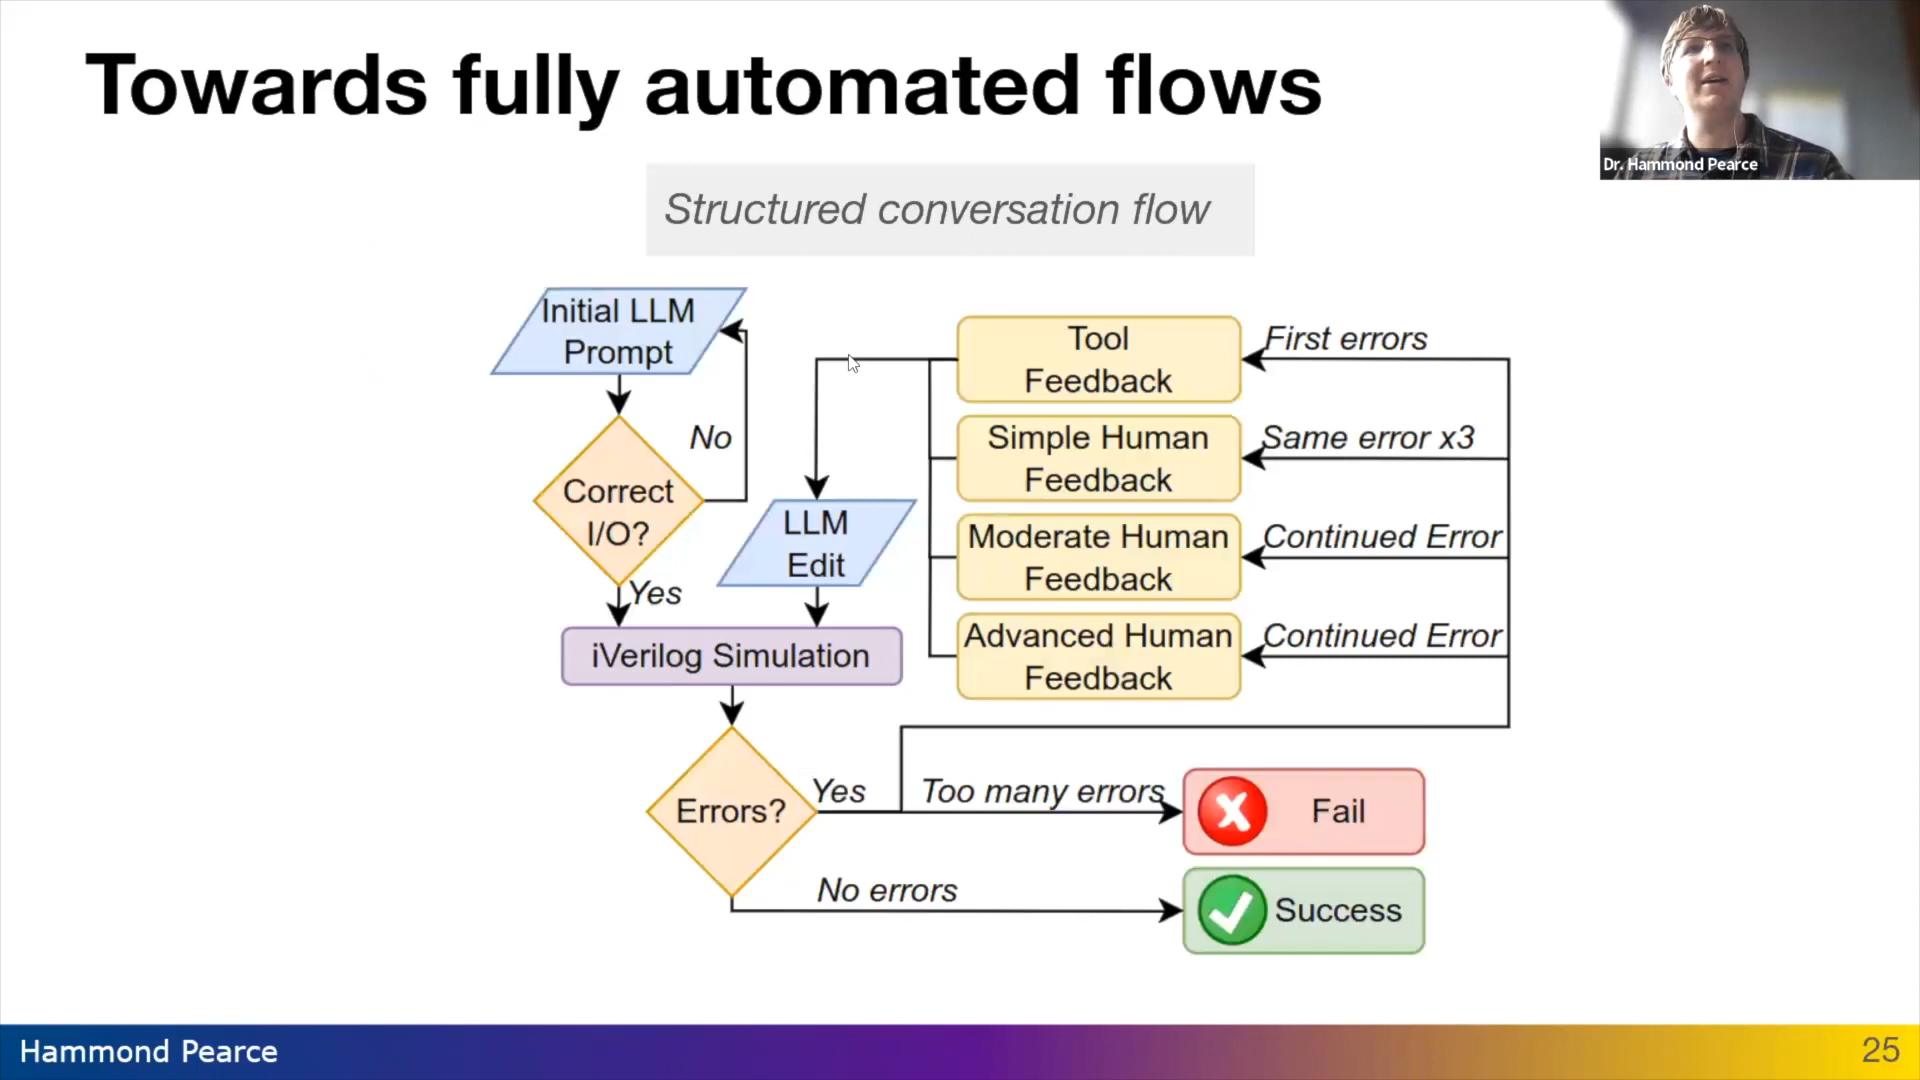 Towards fully automated flows
Dr. Hammond Pearce
Structured conversation flow
Initial LLM
Prompt
No
Correct
I/O?
Yes
LLM
Edit
iVerilog Simulation
Tool
Feedback
First errors
Simple Human
Feedback
Same error x3
Moderate Human
Feedback
Continued Error
Advanced Human
Feedback
Continued Error
Errors?
Yes
Too many errors
Fail
No errors
Success
Hammond Pearce
25